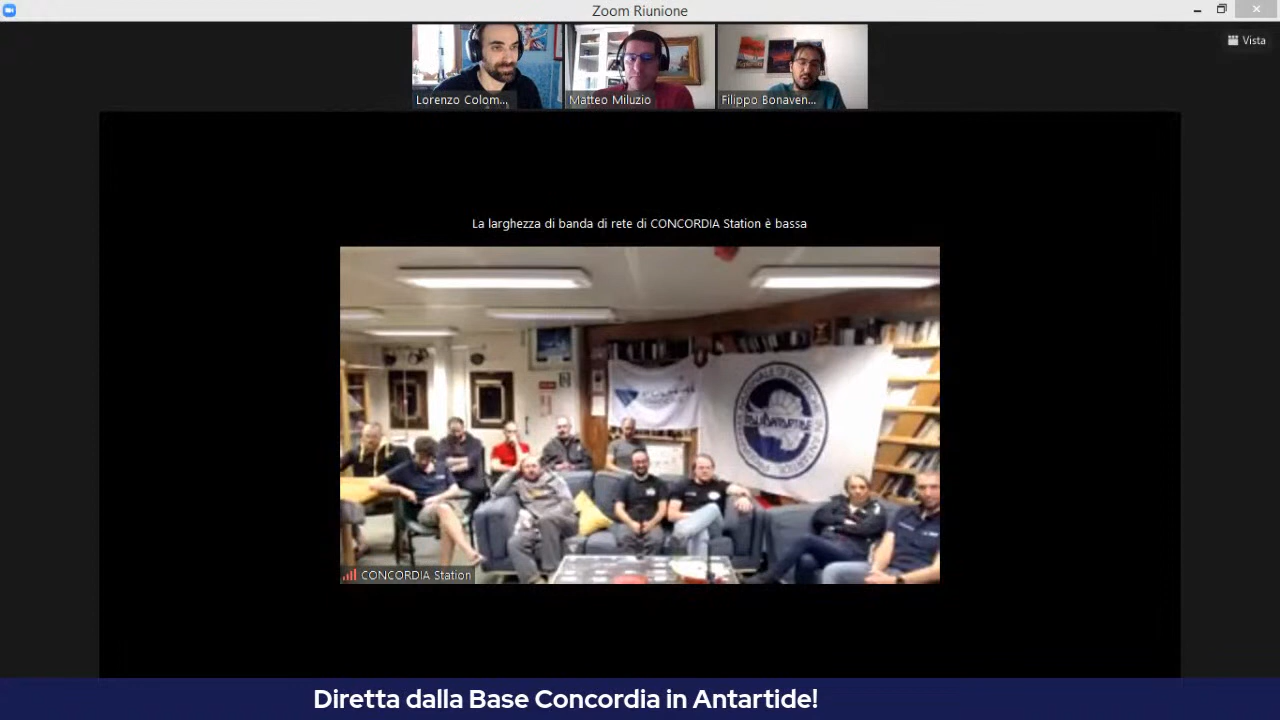 Zoom Riunione
Vista
Lorenzo Colom...
Matteo Miluzio
Filippo Bonaven...
La larghezza di banda di rete di CONCORDIA Station è bassa
CONCORDIA Station
Diretta dalla Base Concordia in Antartide!